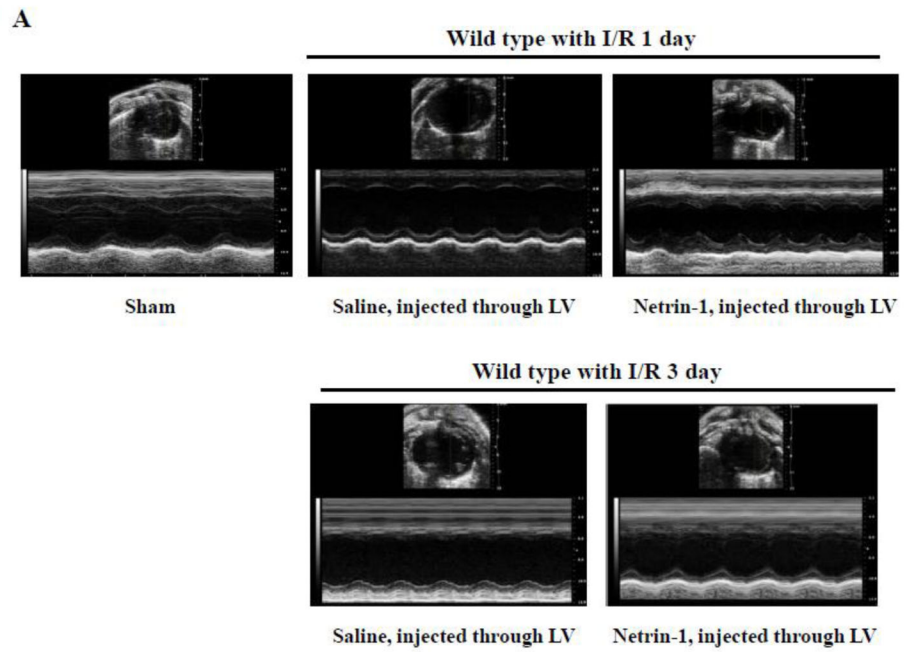 A
Wild type with I/R 1 day
Sham
Saline, injected through LV
Netrin-1, injected through LV
Wild type with I/R 3 day
Saline, injected through LV
Netrin-1, injected through LV